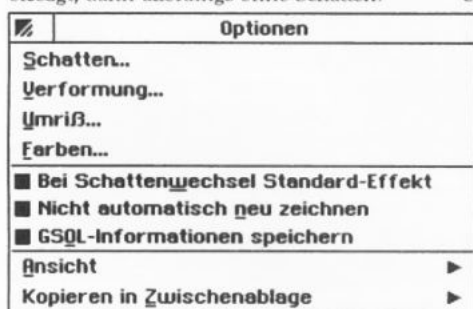 Optionen
Schatten...
Verformung...
Umriß...
Farben...
Bei Schattenwechsel Standard-Effekt
Nicht automatisch neu zeichnen
GSOL-Informationen speichern
Ansicht
Kopieren in Zwischenablage